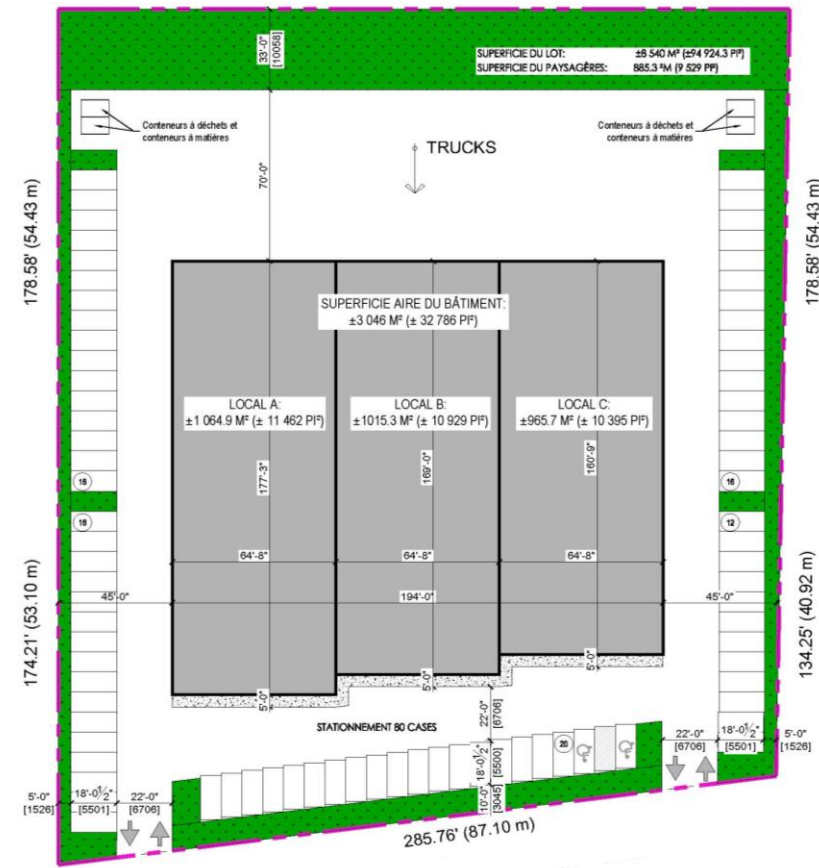 33'-0"
[10058]
SUPERFICIE DU LOT: ±8 540 M² (±94 924.3 PI²)
SUPERFICIE DU PAYSAGÈRES: 885.3 ²M (9 529 PI²)
Conteneurs à déchets et
conteneurs à matières
Conteneurs à déchets et
conteneurs à matières
TRUCKS
70'-0"
178.58' (54.43 m)
178.58' (54.43 m)
SUPERFICIE AIRE DU BÂTIMENT:
±3 046 M² (± 32 786 PI²)
LOCAL A:
±1 064.9 M² (± 11 462 PI²)
LOCAL B:
±1015.3 M² (± 10 929 PI²)
LOCAL C:
±965.7 M² (± 10 395 PI²)
177'-3"
169'-0"
160'-9"
16
18
16
12
64'-8"
64'-8"
64'-8"
45'-0"
194'-0"
45'-0"
174.21' (53.10 m)
134.25' (40.92 m)
5'-0"
5'-0"
5'-0"
STATIONNEMENT 80 CASES
22'-0"
[6706]
20
18'-0½"
[5500]
10'-0"
[3045]
22'-0"
[6706]
18'-0½"
[5501]
5'-0"
[1526]
5'-0"
[1526]
18'-0½"
[5501]
22'-0"
[6706]
285.76' (87.10 m)